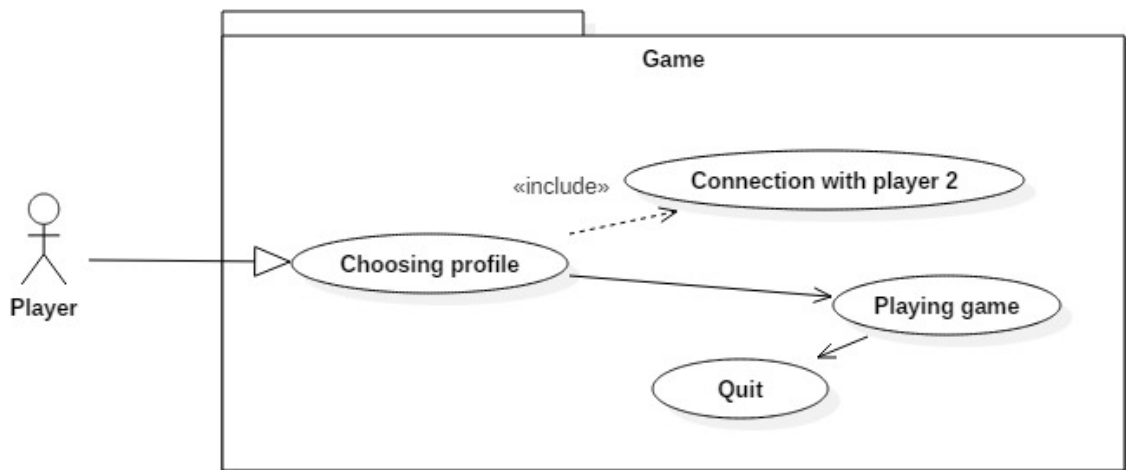 Game
«include»
Connection with player 2
Choosing profile
Player
Playing game
Quit